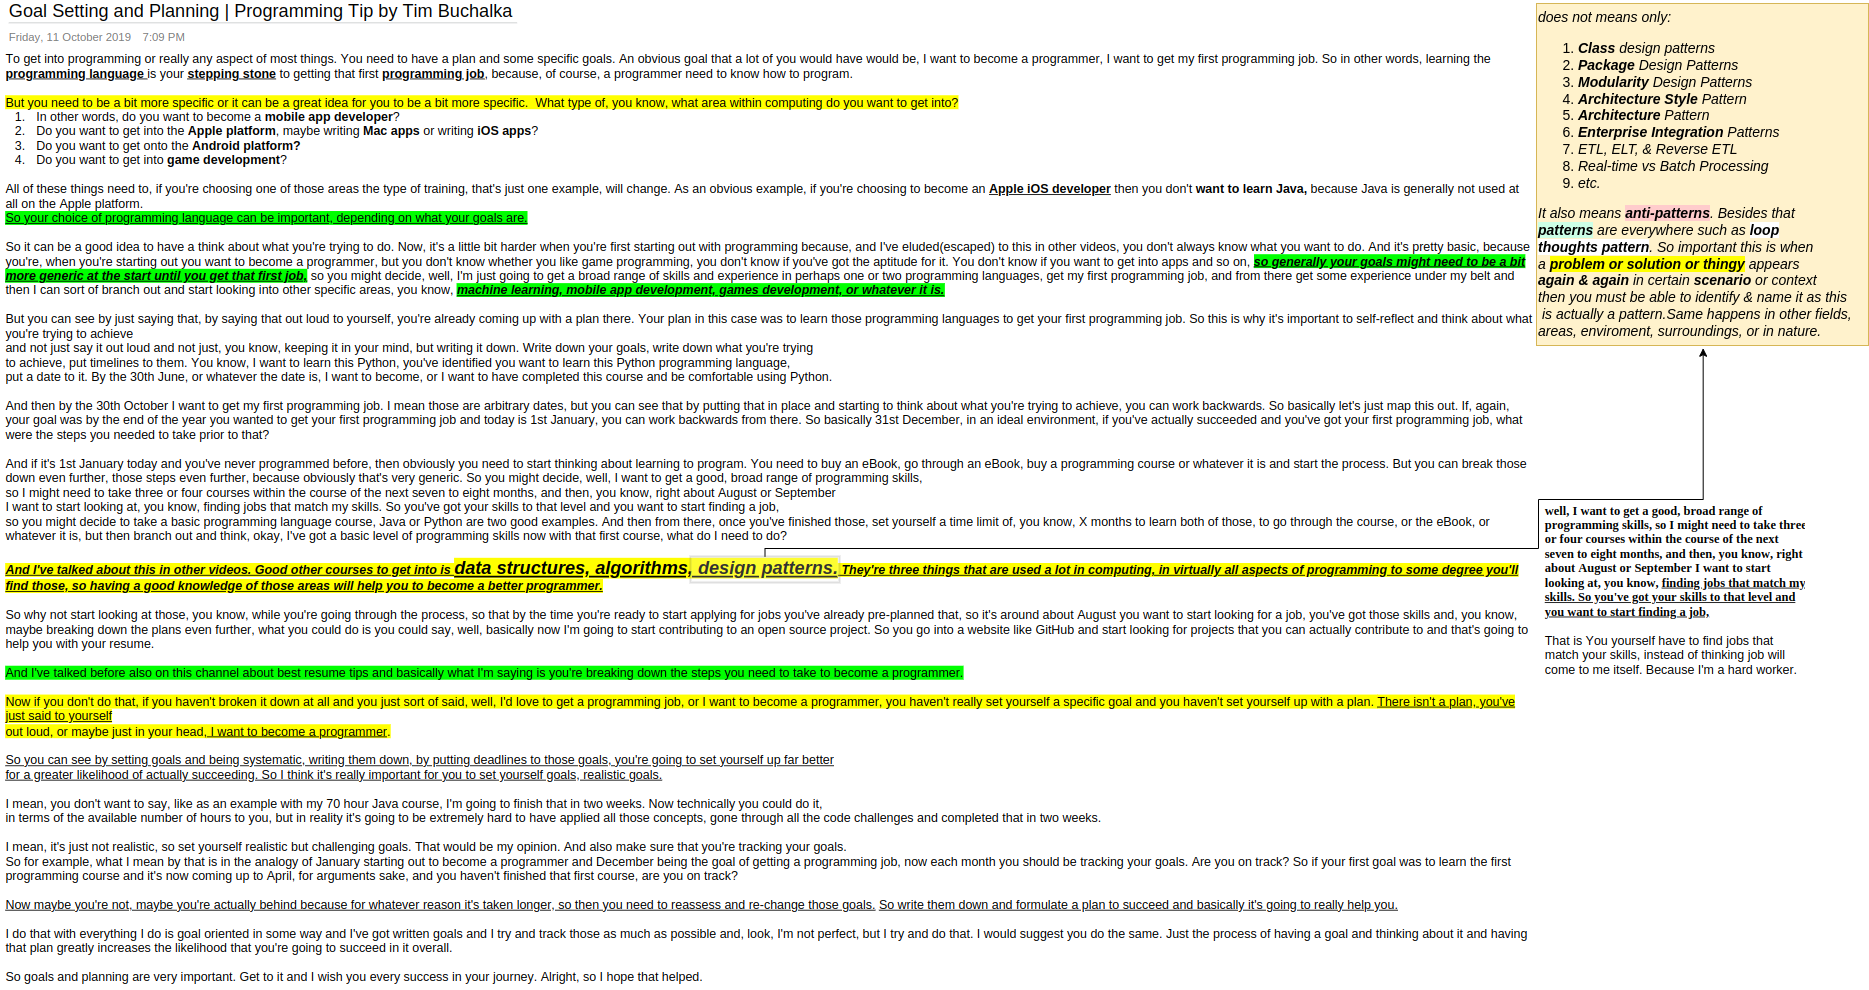 Goal Setting and Planning | Programming Tip by Tim Buchalka
Friday, 11 October 2019 7:09 PM
To get into programming or really any aspect of most things. You need to have a plan and some specific goals. An obvious goal that a lot of you would have would be, I want to become a programmer, I want to get my first programming job. So in other words, learning the
programming language is your stepping stone to getting that first programming job, because, of course, a programmer need to know how to program.
But you need to be a bit more specific or it can be a great idea for you to be a bit more specific. What type of, you know, what area within computing do you want to get into?
1. In other words, do you want to become a mobile app developer?
2. Do you want to get into the Apple platform, maybe writing Mac apps or writing iOS apps?
3. Do you want to get onto the Android platform?
4. Do you want to get into game development?
All of these things need to, if you're choosing one of those areas the type of training, that's just one example, will change. As an obvious example, if you're choosing to become an Apple iOS developer then you don't want to learn Java, because Java is generally not used at
all on the Apple platform.
So your choice of programming language can be important, depending on what your goals are.
So it can be a good idea to have a think about what you're trying to do. Now, it's a little bit harder when you're first starting out with programming because, and I've eluded(escaped) to this in other videos, you don't always know what you want to do. And it's pretty basic, because
you're, when you're starting out you want to become a programmer, but you don't know whether you like game programming, you don't know if you've got the aptitude for it. You don't know if you want to get into apps and so on, so generally your goals might need to be a bit
more generic at the start until you get that first job, so you might decide, well, I'm just going to get a broad range of skills and experience in perhaps one or two programming languages, get my first programming job, and from there get some experience under my belt and
then I can sort of branch out and start looking into other specific areas, you know, machine learning, mobile app development, games development, or whatever it is.
But you can see by just saying that, by saying that out loud to yourself, you're already coming up with a plan there. Your plan in this case was to learn those programming languages to get your first programming job. So this is why it's important to self-reflect and think about what
you're trying to achieve
and not just say it out loud and not just, you know, keeping it in your mind, but writing it down. Write down your goals, write down what you're trying
to achieve, put timelines to them. You know, I want to learn this Python, you've identified you want to learn this Python programming language,
put a date to it. By the 30th June, or whatever the date is, I want to become, or I want to have completed this course and be comfortable using Python.
And then by the 30th October I want to get my first programming job. I mean those are arbitrary dates, but you can see that by putting that in place and starting to think about what you're trying to achieve, you can work backwards. So basically let's just map this out. If, again,
your goal was by the end of the year you wanted to get your first programming job and today is 1st January, you can work backwards from there. So basically 31st December, in an ideal environment, if you've actually succeeded and you've got your first programming job, what
were the steps you needed to take prior to that?
And if it's 1st January today and you've never programmed before, then obviously you need to start thinking about learning to program. You need to buy an eBook, go through an eBook, buy a programming course or whatever it is and start the process. But you can break those
down even further, those steps even further, because obviously that's very generic. So you might decide, well, I want to get a good, broad range of programming skills,
so I might need to take three or four courses within the course of the next seven to eight months, and then, you know, right about August or September
I want to start looking at, you know, finding jobs that match my skills. So you've got your skills to that level and you want to start finding a job,
so you might decide to take a basic programming language course, Java or Python are two good examples. And then from there, once you've finished those, set yourself a time limit of, you know, X months to learn both of those, to go through the course, or the eBook, or
whatever it is, but then branch out and think, okay, I've got a basic level of programming skills now with that first course, what do I need to do?
And I've talked about this in other videos. Good other courses to get into is data structures, algorithms, design patterns. They're three things that are used a lot in computing, in virtually all aspects of programming to some degree you'll
find those, so having a good knowledge of those areas will help you to become a better programmer.
So why not start looking at those, you know, while you're going through the process, so that by the time you're ready to start applying for jobs you've already pre-planned that, so it's around about August you want to start looking for a job, you've got those skills and, you know,
maybe breaking down the plans even further, what you could do is you could say, well, basically now I'm going to start contributing to an open source project. So you go into a website like GitHub and start looking for projects that you can actually contribute to and that's going to
help you with your resume.
And I've talked before also on this channel about best resume tips and basically what I'm saying is you're breaking down the steps you need to take to become a programmer.
Now if you don't do that, if you haven't broken it down at all and you just sort of said, well, I'd love to get a programming job, or I want to become a programmer, you haven't really set yourself a specific goal and you haven't set yourself up with a plan. There isn't a plan, you've
just said to yourself
out loud, or maybe just in your head, I want to become a programmer.
So you can see by setting goals and being systematic, writing them down, by putting deadlines to those goals, you're going to set yourself up far better
for a greater likelihood of actually succeeding. So I think it's really important for you to set yourself goals, realistic goals.
I mean, you don't want to say, like as an example with my 70 hour Java course, I'm going to finish that in two weeks. Now technically you could do it,
in terms of the available number of hours to you, but in reality it's going to be extremely hard to have applied all those concepts, gone through all the code challenges and completed that in two weeks.
I mean, it's just not realistic, so set yourself realistic but challenging goals. That would be my opinion. And also make sure that you're tracking your goals.
So for example, what I mean by that is in the analogy of January starting out to become a programmer and December being the goal of getting a programming job, now each month you should be tracking your goals. Are you on track? So if your first goal was to learn the first
programming course and it's now coming up to April, for arguments sake, and you haven't finished that first course, are you on track?
Now maybe you're not, maybe you're actually behind because for whatever reason it's taken longer, so then you need to reassess and re-change those goals. So write them down and formulate a plan to succeed and basically it's going to really help you.
I do that with everything I do is goal oriented in some way and I've got written goals and I try and track those as much as possible and, look, I'm not perfect, but I try and do that. I would suggest you do the same. Just the process of having a goal and thinking about it and having
that plan greatly increases the likelihood that you're going to succeed in it overall.
So goals and planning are very important. Get to it and I wish you every success in your journey. Alright, so I hope that helped.
does not means only:
1. Class design patterns
2. Package Design Patterns
3. Modularity Design Patterns
4. Architecture Style Pattern
5. Architecture Pattern
6. Enterprise Integration Patterns
7. ETL, ELT, & Reverse ETL
8. Real-time vs Batch Processing
9. etc.
It also means anti-patterns. Besides that
patterns are everywhere such as loop
thoughts pattern. So important this is when
a problem or solution or thingy appears
again & again in certain scenario or context
then you must be able to identify & name it as this
is actually a pattern.Same happens in other fields,
areas, enviroment, surroundings, or in nature.
well, I want to get a good, broad range of
programming skills, so I might need to take three
or four courses within the course of the next
seven to eight months, and then, you know, right
about August or September I want to start
looking at, you know, finding jobs that match my
skills. So you've got your skills to that level and
you want to start finding a job,
That is You yourself have to find jobs that
match your skills, instead of thinking job will
come to me itself. Because I'm a hard worker.